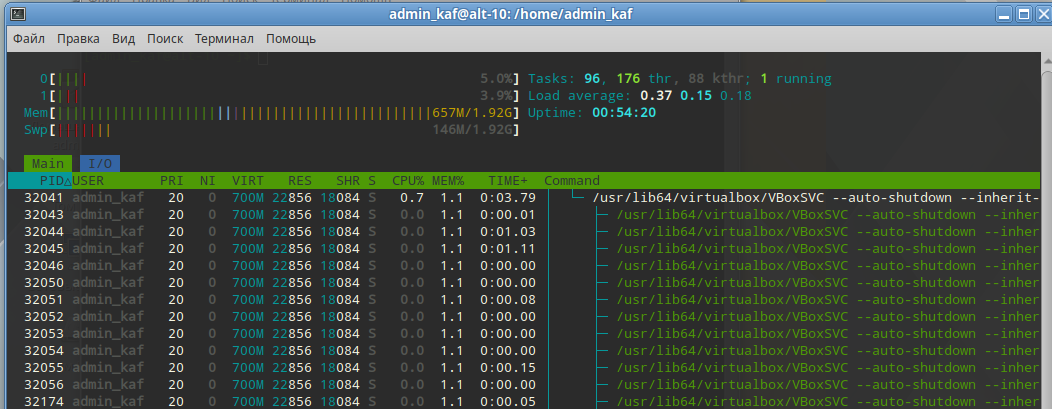 admin_kaf@alt-10: /home/admin_kaf
Файл Правка Вид Поиск Терминал Помощь
0[|||| 5.0%] Tasks: 96, 176 thr, 88 kthr; 1 running
1[||| 3.9%] Load average: 0.37 0.15 0.18
Mem[||||||||||||||||||||||||||||||||||||||||||||||657M/1.92G] Uptime: 00:54:20
Swp[||||||| 146M/1.92G]
Main I/O
PID△USER PRI NI VIRT RES SHR S CPU% MEM% TIME+ Command
32041 admin_kaf 20 0 700M 22856 18084 S 0.7 1.1 0:03.79 │ └─ /usr/lib64/virtualbox/VBoxSVC --auto-shutdown --inherit-
32043 admin_kaf 20 0 700M 22856 18084 S 0.0 1.1 0:00.01 │ ├─ /usr/lib64/virtualbox/VBoxSVC --auto-shutdown --inher
32044 admin_kaf 20 0 700M 22856 18084 S 0.0 1.1 0:01.03 │ ├─ /usr/lib64/virtualbox/VBoxSVC --auto-shutdown --inher
32045 admin_kaf 20 0 700M 22856 18084 S 0.0 1.1 0:01.11 │ ├─ /usr/lib64/virtualbox/VBoxSVC --auto-shutdown --inher
32046 admin_kaf 20 0 700M 22856 18084 S 0.0 1.1 0:00.00 │ ├─ /usr/lib64/virtualbox/VBoxSVC --auto-shutdown --inher
32050 admin_kaf 20 0 700M 22856 18084 S 0.0 1.1 0:00.00 │ ├─ /usr/lib64/virtualbox/VBoxSVC --auto-shutdown --inher
32051 admin_kaf 20 0 700M 22856 18084 S 0.0 1.1 0:00.08 │ ├─ /usr/lib64/virtualbox/VBoxSVC --auto-shutdown --inher
32052 admin_kaf 20 0 700M 22856 18084 S 0.0 1.1 0:00.00 │ ├─ /usr/lib64/virtualbox/VBoxSVC --auto-shutdown --inher
32053 admin_kaf 20 0 700M 22856 18084 S 0.0 1.1 0:00.00 │ ├─ /usr/lib64/virtualbox/VBoxSVC --auto-shutdown --inher
32054 admin_kaf 20 0 700M 22856 18084 S 0.0 1.1 0:00.00 │ ├─ /usr/lib64/virtualbox/VBoxSVC --auto-shutdown --inher
32055 admin_kaf 20 0 700M 22856 18084 S 0.0 1.1 0:00.15 │ ├─ /usr/lib64/virtualbox/VBoxSVC --auto-shutdown --inher
32056 admin_kaf 20 0 700M 22856 18084 S 0.0 1.1 0:00.00 │ ├─ /usr/lib64/virtualbox/VBoxSVC --auto-shutdown --inher
32174 admin_kaf 20 0 700M 22856 18084 S 0.0 1.1 0:00.05 │ ├─ /usr/lib64/virtualbox/VBoxSVC --auto-shutdown --inher